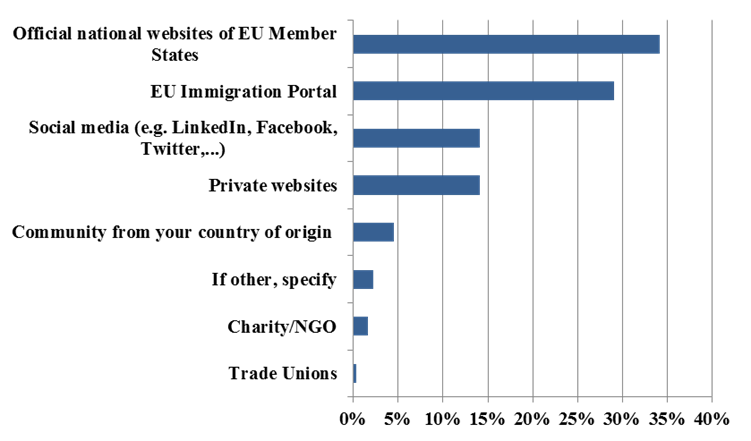 Official national websites of EU Member
States
EU Immigration Portal
Social media (e.g. LinkedIn, Facebook,
Twitter,...)
Private websites
Community from your country of origin
If other, specify
Charity/NGO
Trade Unions
0% 5% 10% 15% 20% 25% 30% 35% 40%